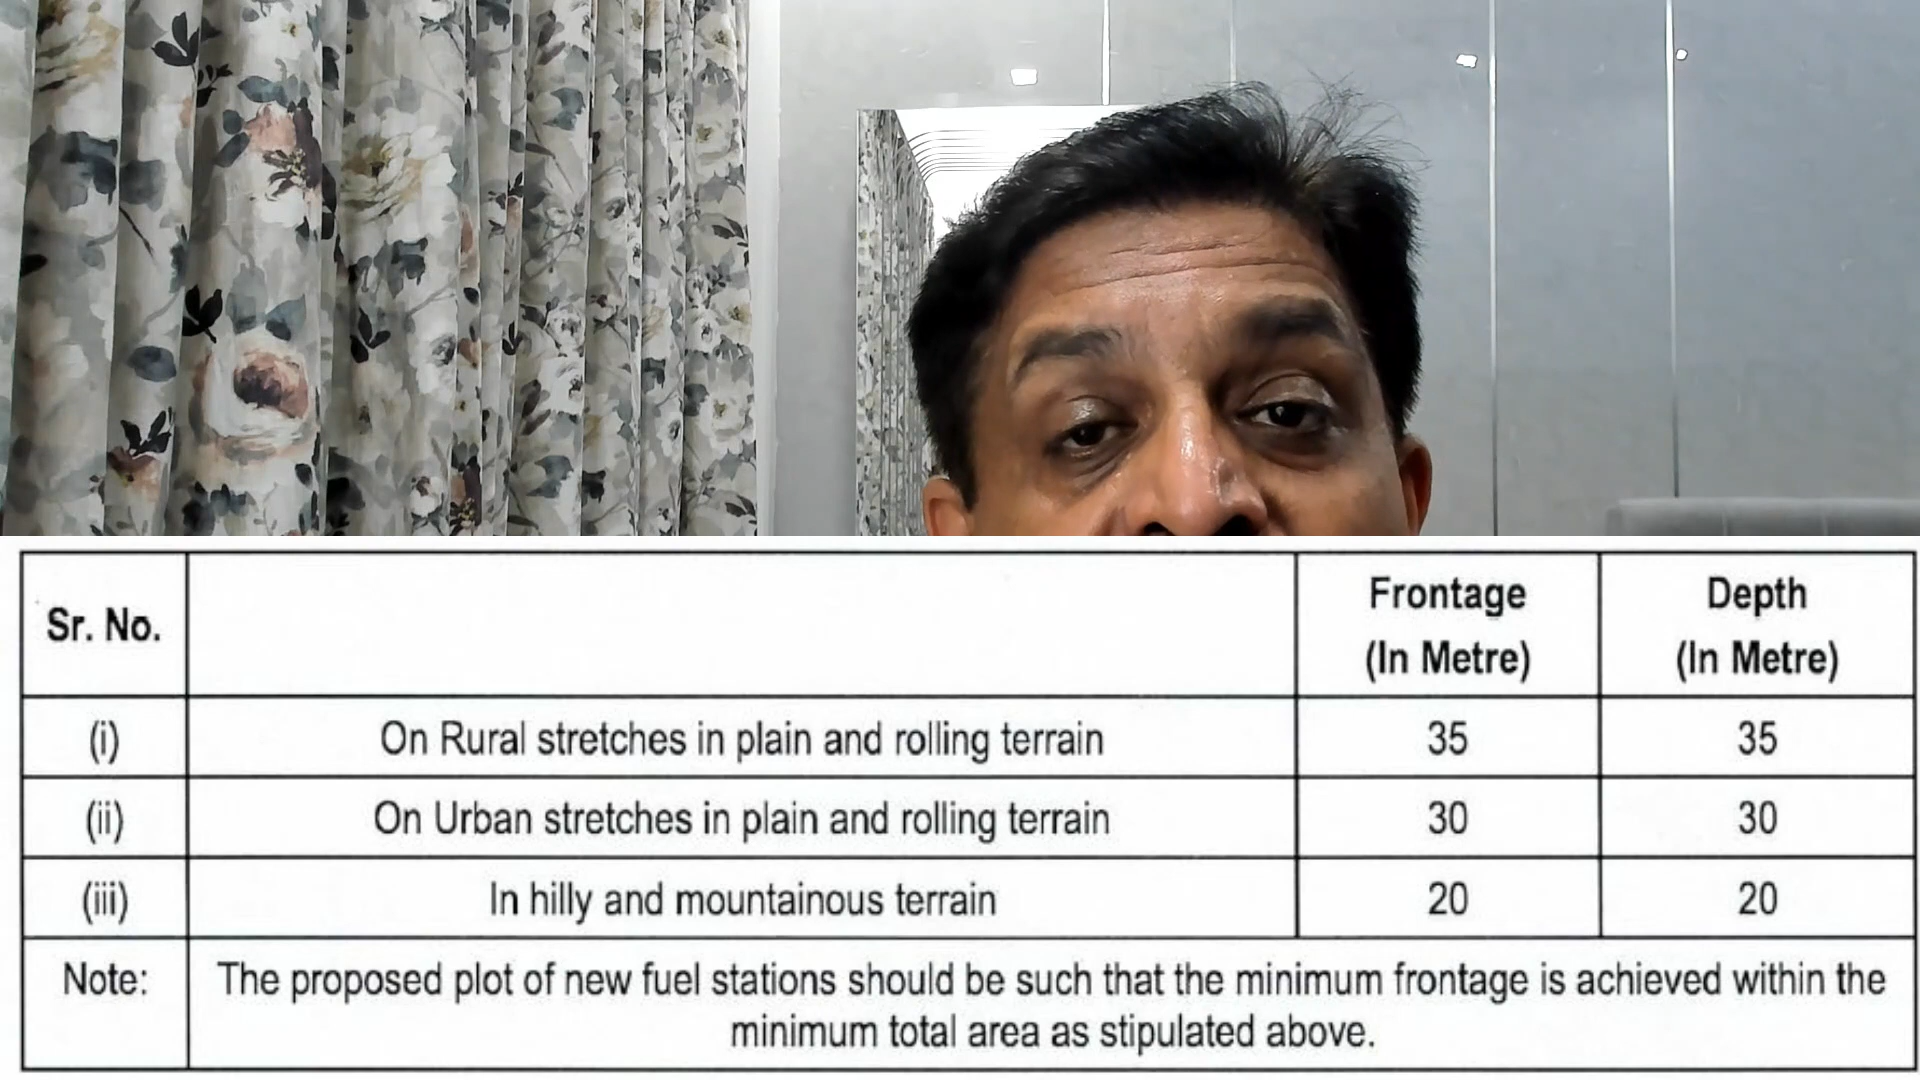 Sr. No.
Frontage
(In Metre)
Depth
(In Metre)
(i) On Rural stretches in plain and rolling terrain 35 35
(ii) On Urban stretches in plain and rolling terrain 30 30
(iii) In hilly and mountainous terrain 20 20
Note: The proposed plot of new fuel stations should be such that the minimum frontage is achieved within the
minimum total area as stipulated above.